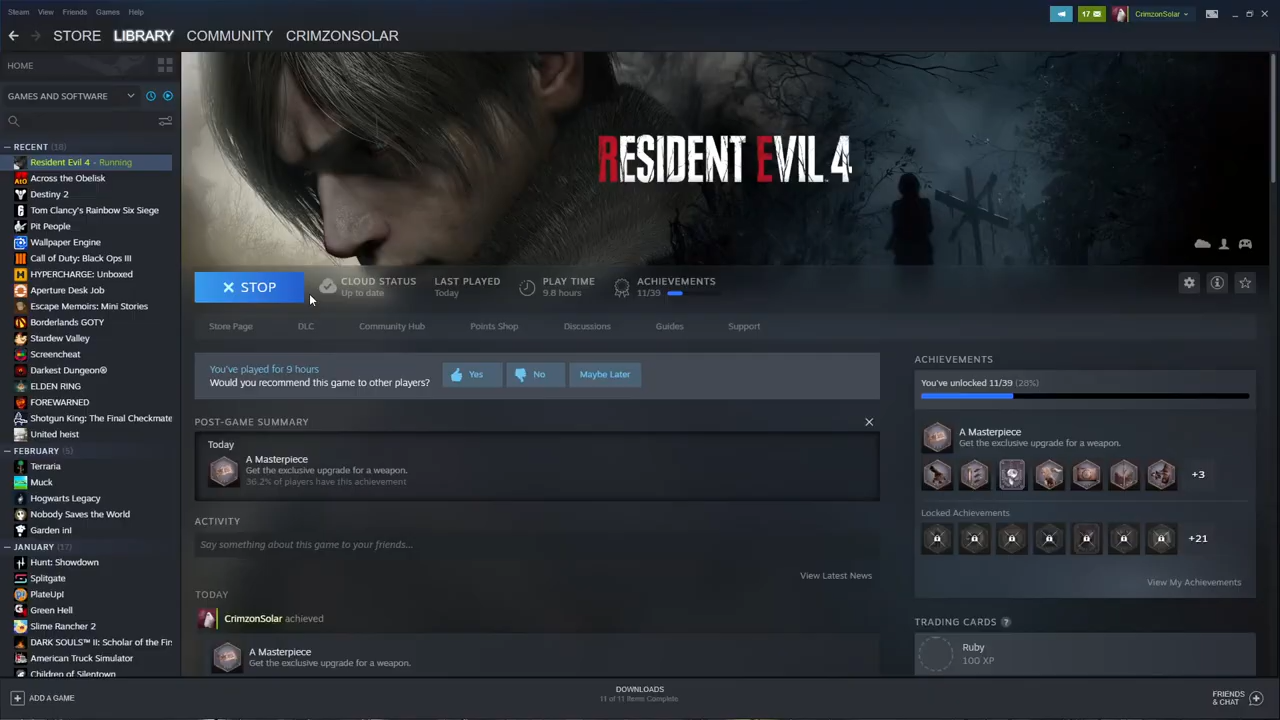 Steam View Friends Games Help
17
CrimzonSolar
STORE LIBRARY COMMUNITY CRIMZONSOLAR
HOME
GAMES AND SOFTWARE
RECENT (18)
Resident Evil 4 - Running
Across the Obelisk
Destiny 2
Tom Clancy's Rainbow Six Siege
Pit People
Wallpaper Engine
Call of Duty: Black Ops III
HYPERCHARGE: Unboxed
Aperture Desk Job
Escape Memoirs: Mini Stories
Borderlands GOTY
Stardew Valley
Screencheat
Darkest Dungeon®
ELDEN RING
FOREWARNED
Shotgun King: The Final Checkmate
United heist
FEBRUARY (5)
Terraria
Muck
Hogwarts Legacy
Nobody Saves the World
Garden inI
JANUARY (17)
Hunt: Showdown
Splitgate
PlateUp!
Green Hell
Slime Rancher 2
DARK SOULS™ II: Scholar of the Fir
American Truck Simulator
Children of Silentown
ADD A GAME
RESIDENT EVIL 4
STOP
CLOUD STATUS
Up to date
LAST PLAYED
Today
PLAY TIME
9.8 hours
ACHIEVEMENTS
11/39
Store Page DLC Community Hub Points Shop Discussions Guides Support
You've played for 9 hours
Would you recommend this game to other players?
Yes No Maybe Later
POST-GAME SUMMARY
Today
A Masterpiece
Get the exclusive upgrade for a weapon.
36.2% of players have this achievement
ACTIVITY
Say something about this game to your friends...
View Latest News
TODAY
CrimzonSolar achieved
A Masterpiece
Get the exclusive upgrade for a weapon.
ACHIEVEMENTS
You've unlocked 11/39 (28%)
A Masterpiece
Get the exclusive upgrade for a weapon.
+3
Locked Achievements
+21
View My Achievements
TRADING CARDS ?
Ruby
100 XP
DOWNLOADS
11 of 11 Items Complete
FRIENDS
& CHAT